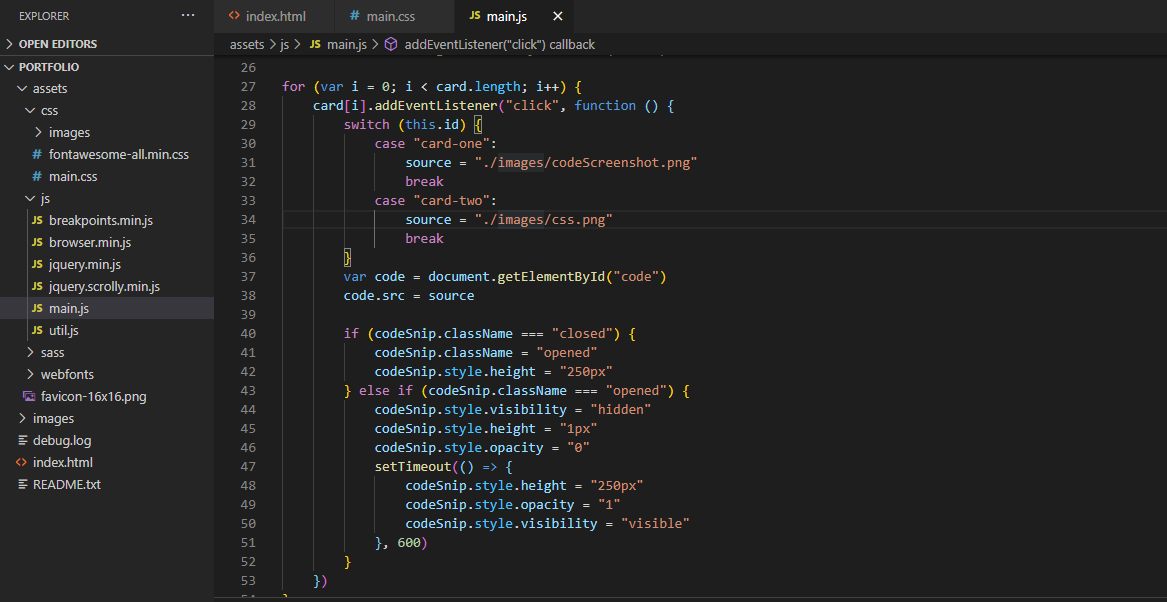 EXPLORER ···
OPEN EDITORS
PORTFOLIO
assets
css
images
# fontawesome-all.min.css
# main.css
js
JS breakpoints.min.js
JS browser.min.js
JS jquery.min.js
JS jquery.scrolly.min.js
JS main.js
JS util.js
sass
webfonts
favicon-16x16.png
images
debug.log
<> index.html
README.txt
<> index.html # main.css JS main.js ×
assets > js > JS main.js > addEventListener("click") callback
26
27 for (var i = 0; i < card.length; i++) {
28 card[i].addEventListener("click", function () {
29 switch (this.id) {
30 case "card-one":
31 source = "./images/codeScreenshot.png"
32 break
33 case "card-two":
34 source = "./images/css.png"
35 break
36 }
37 var code = document.getElementById("code")
38 code.src = source
39
40 if (codeSnip.className === "closed") {
41 codeSnip.className = "opened"
42 codeSnip.style.height = "250px"
43 } else if (codeSnip.className === "opened") {
44 codeSnip.style.visibility = "hidden"
45 codeSnip.style.height = "1px"
46 codeSnip.style.opacity = "0"
47 setTimeout(() => {
48 codeSnip.style.height = "250px"
49 codeSnip.style.opacity = "1"
50 codeSnip.style.visibility = "visible"
51 }, 600)
52 }
53 })